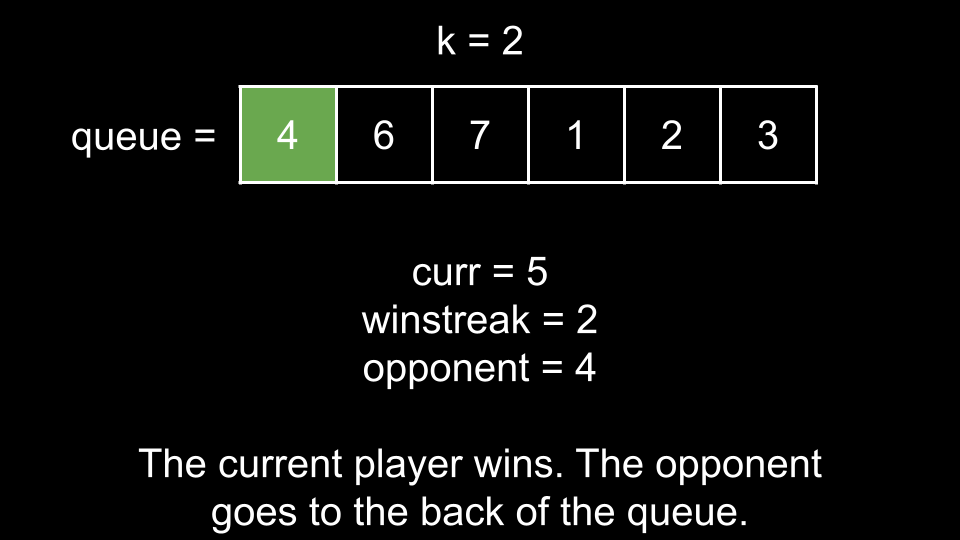 k = 2
queue = 4 6 7 1 2 3
curr = 5
winstreak = 2
opponent = 4
The current player wins. The opponent
goes to the back of the queue.